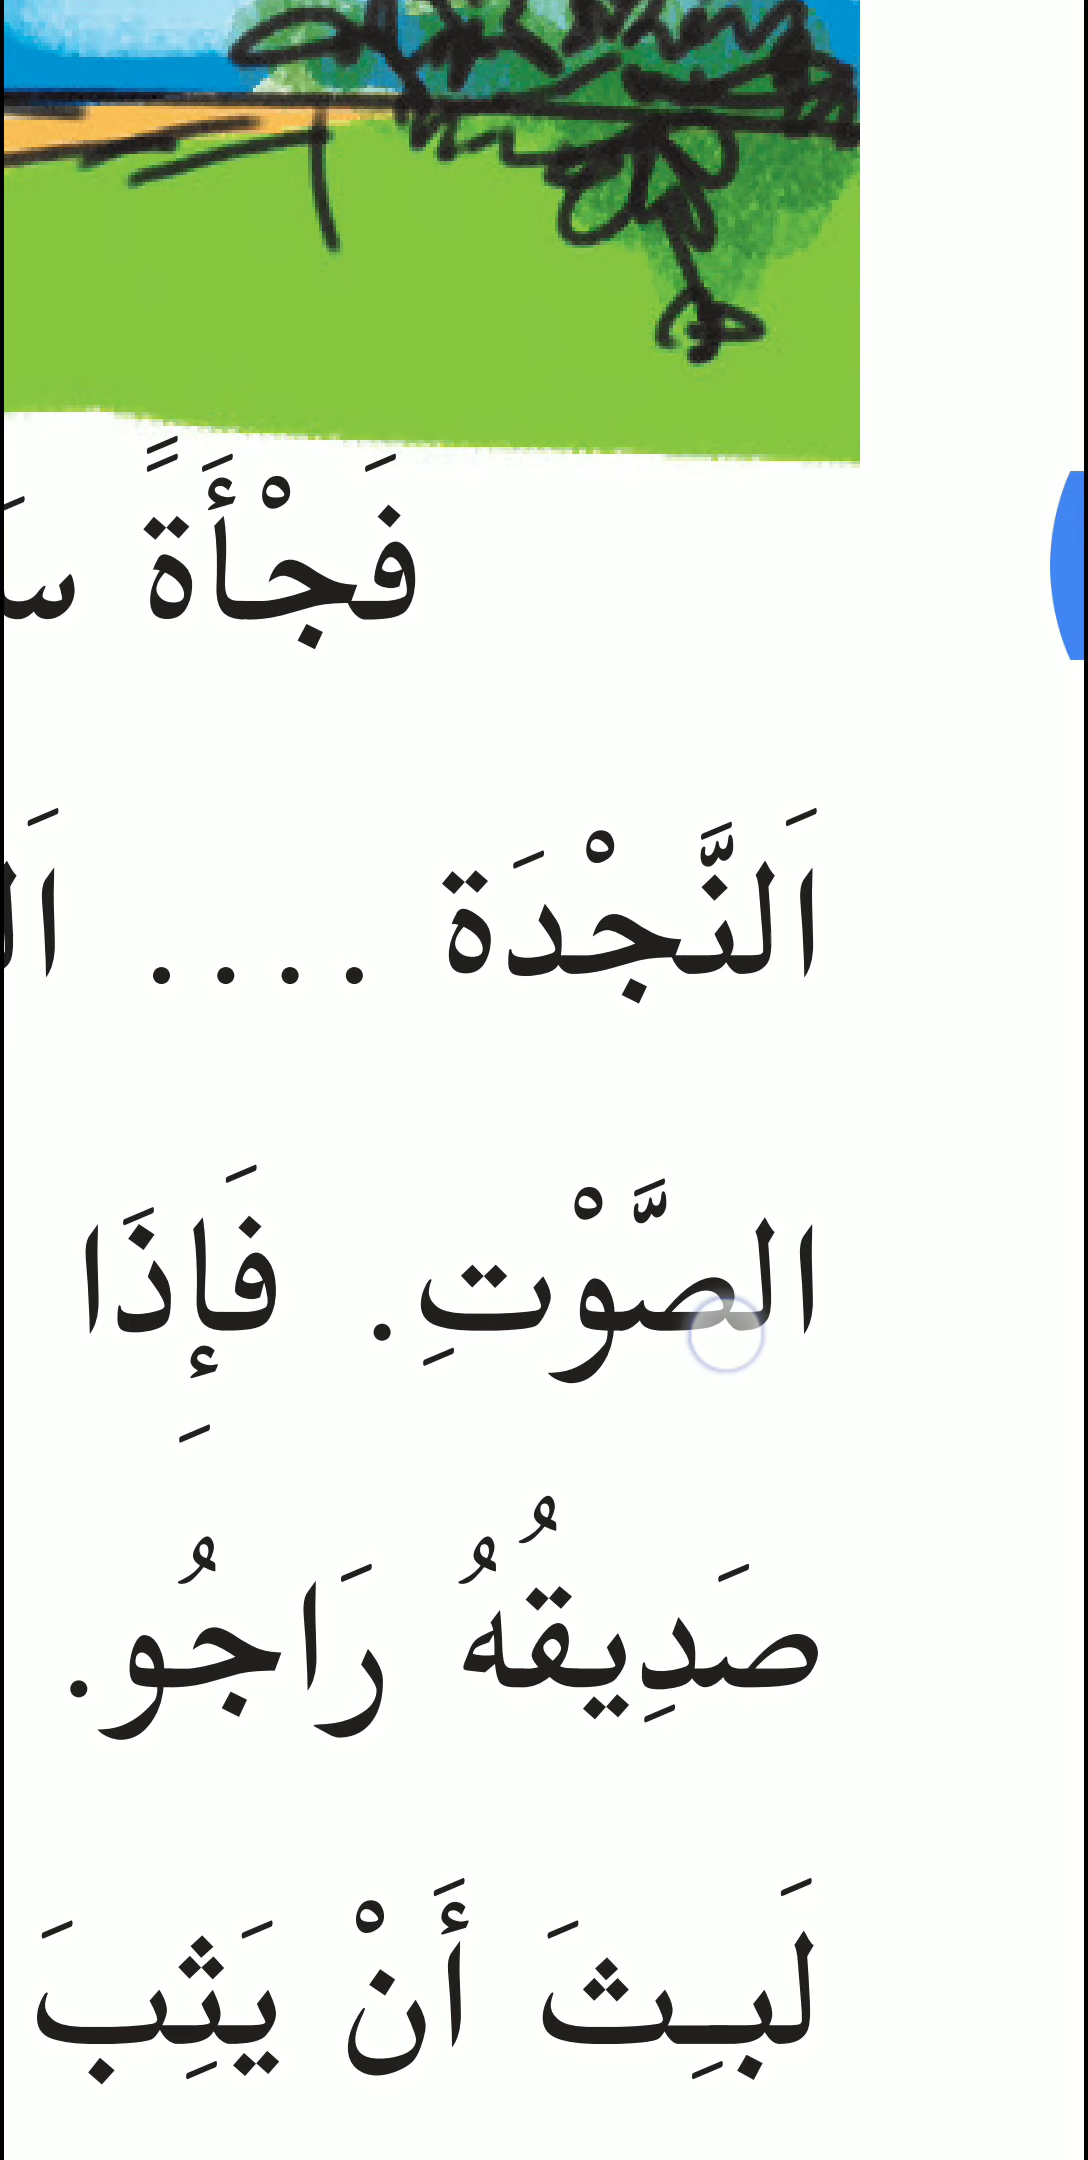 فَجْأَةً
اَلنَّجْدَة ....
الصَّوْتِ. فَإِذَا
صَدِيقُهُ رَاجُو.
لَبِثَ أَنْ يَثِبَ